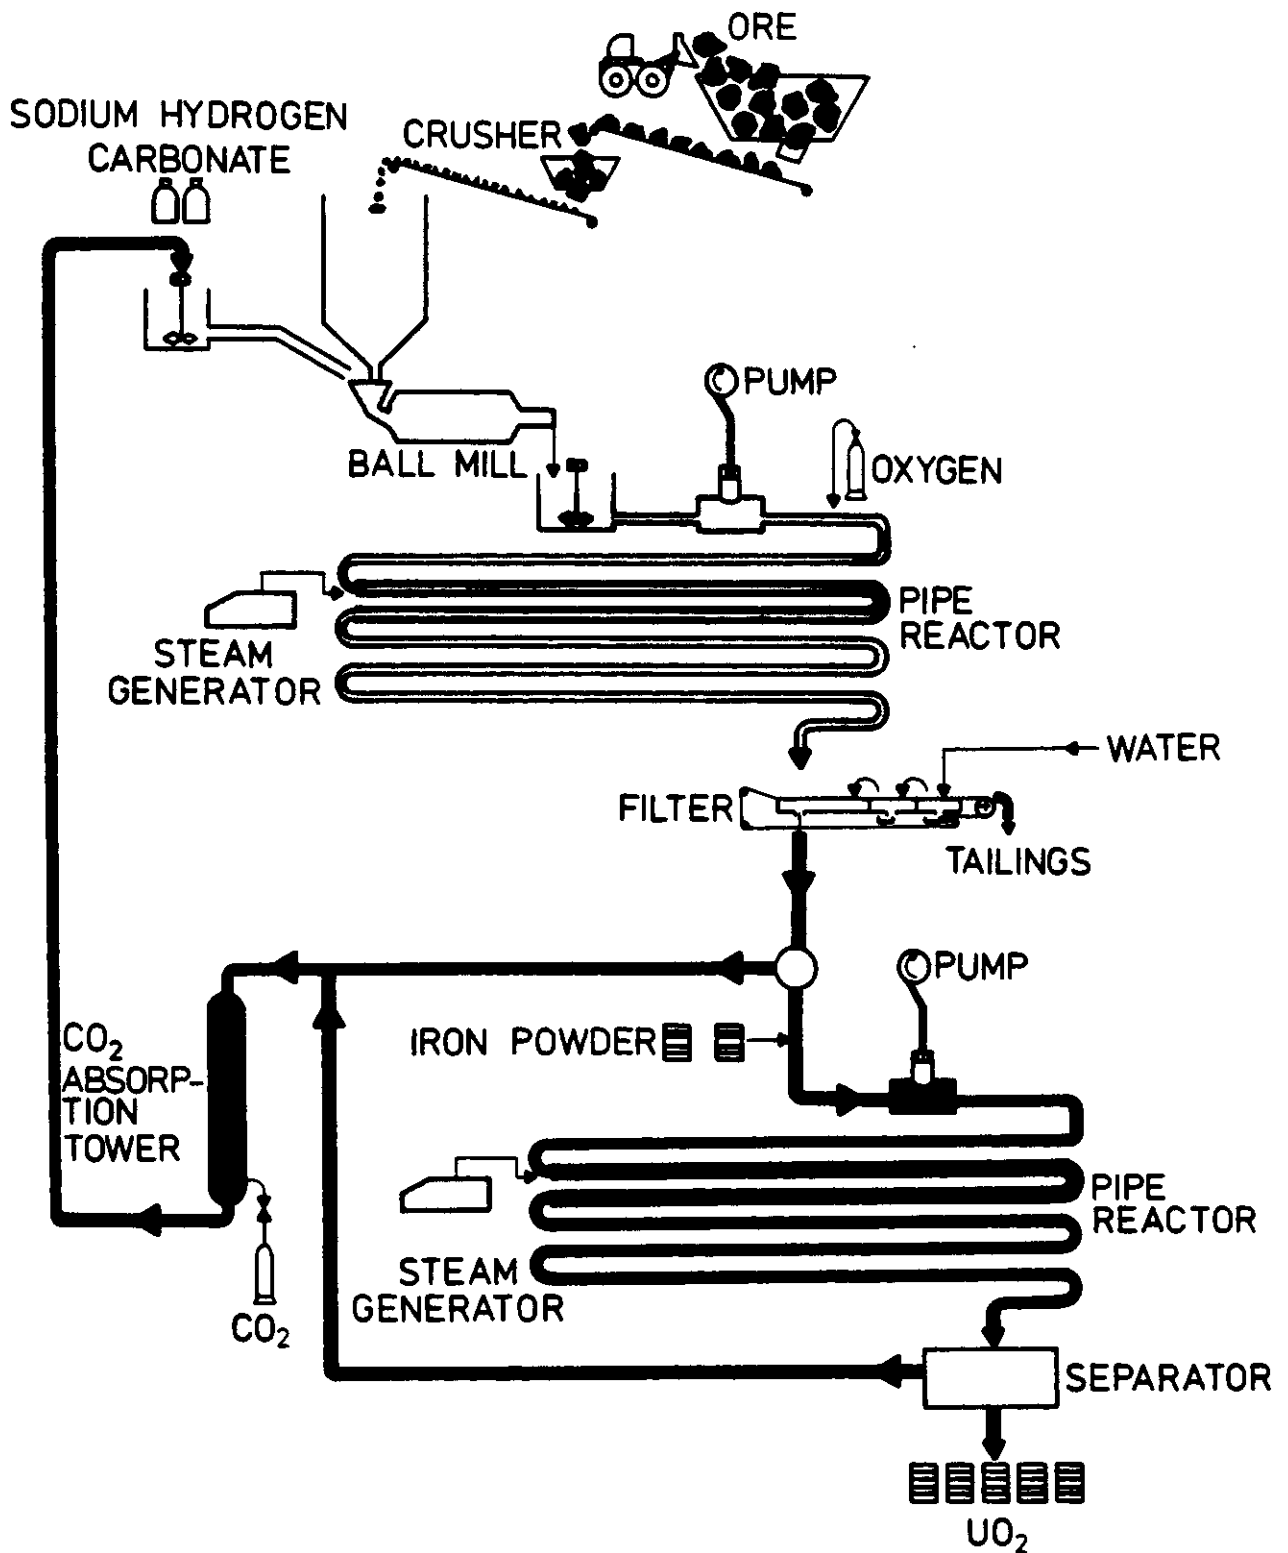 ORE
SODIUM HYDROGEN
CARBONATE
CRUSHER
PUMP
BALL MILL
OXYGEN
PIPE
REACTOR
STEAM
GENERATOR
WATER
FILTER
TAILINGS
PUMP
IRON POWDER
CO₂
ABSORP-
TION
TOWER
PIPE
REACTOR
STEAM
GENERATOR
CO₂
SEPARATOR
UO₂